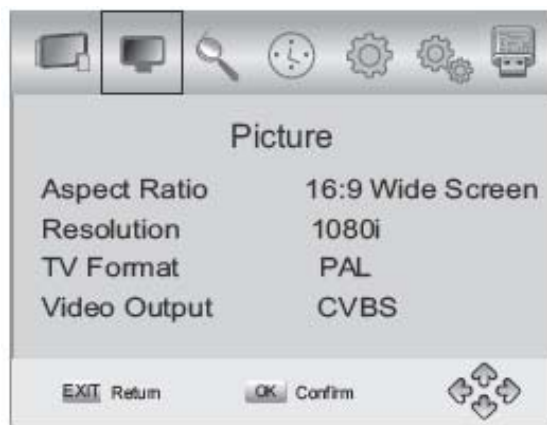 Picture
Aspect Ratio 16:9 Wide Screen
Resolution 1080i
TV Format PAL
Video Output CVBS
EXIT Return OK Confirm